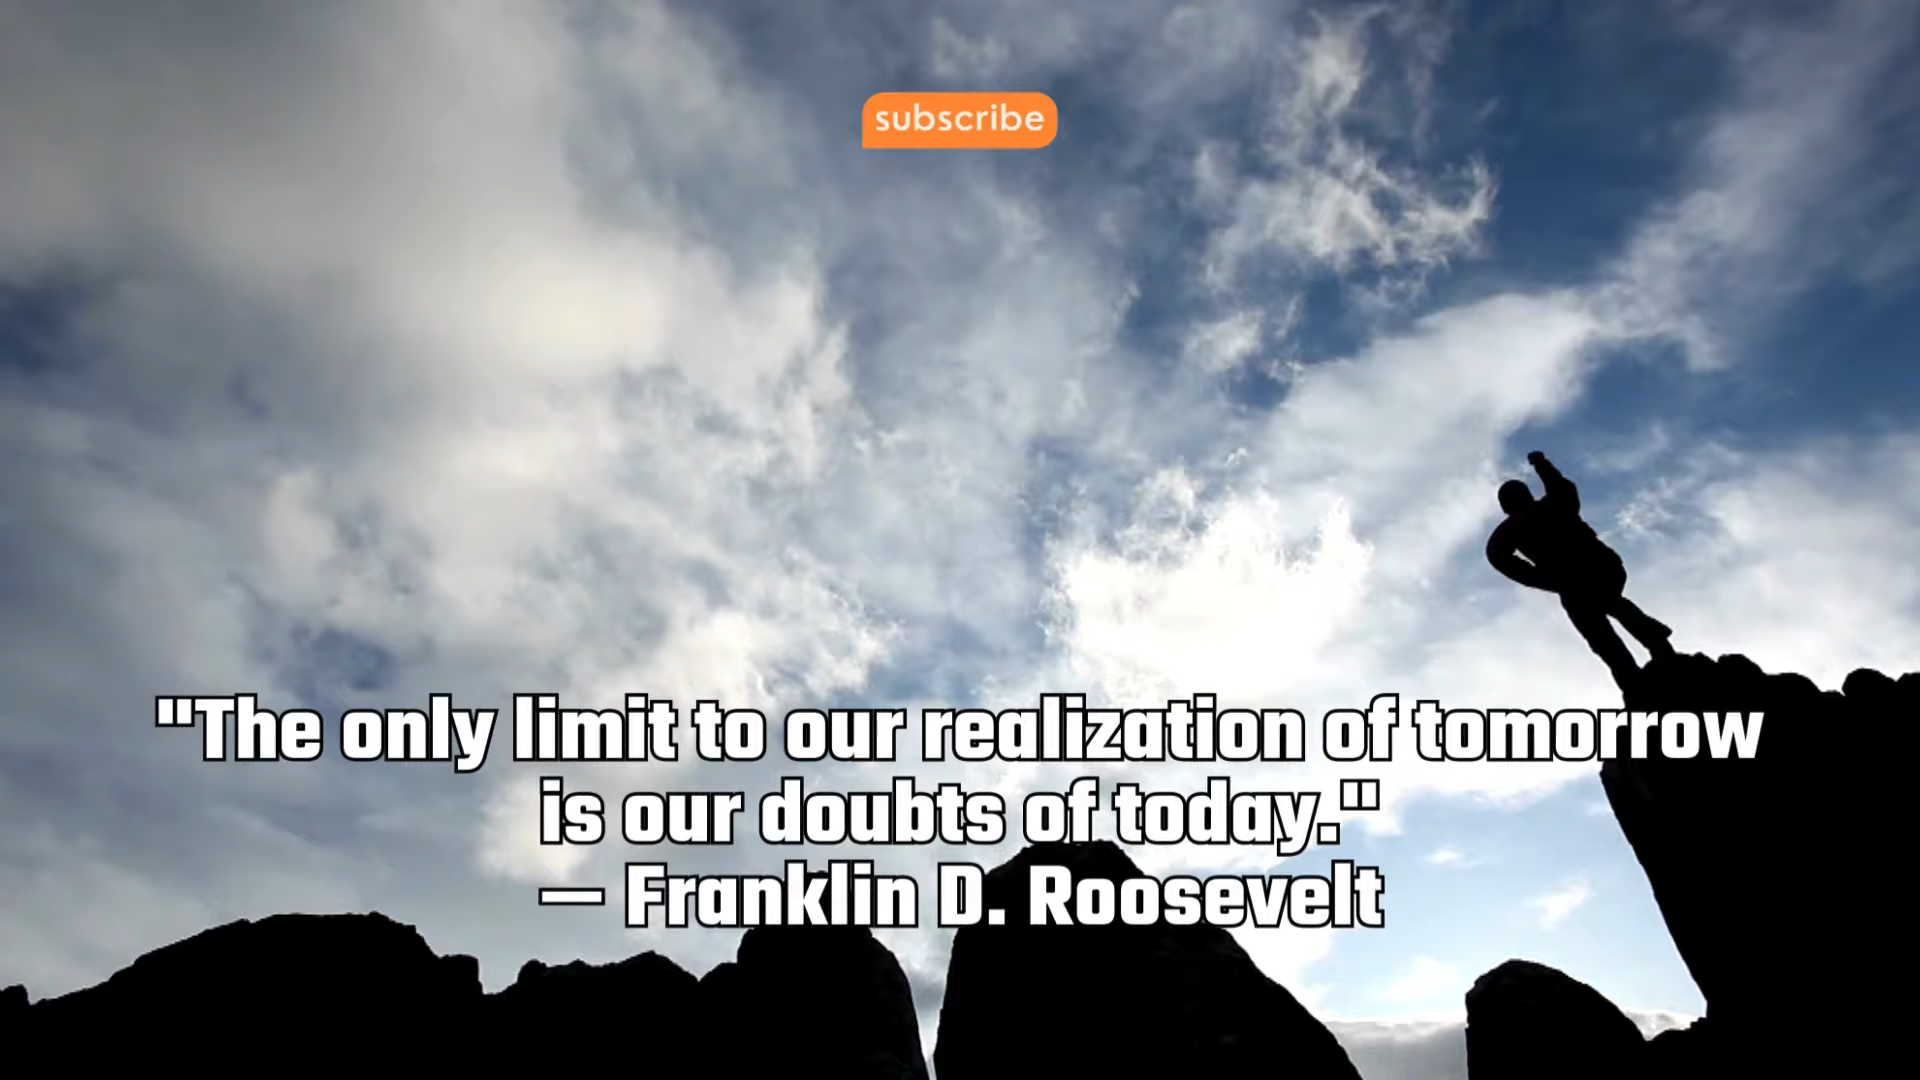 subscribe
"The only limit to our realization of tomorrow
is our doubts of today."
— Franklin D. Roosevelt